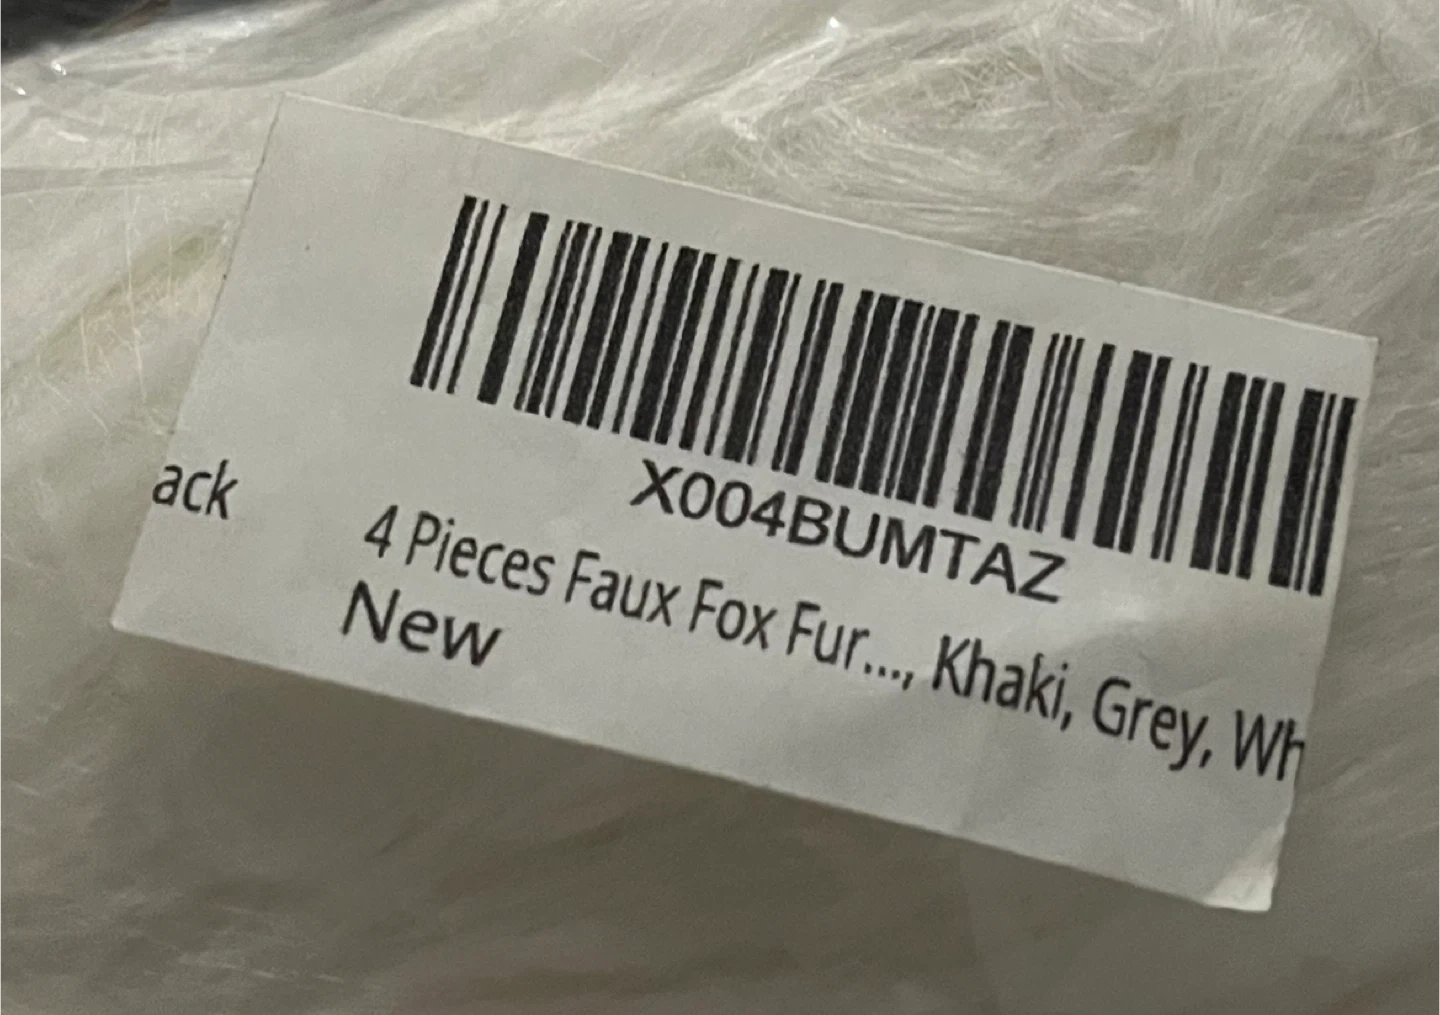 X004BUMTAZ
ack
4 Pieces Faux Fox Fur..., Khaki, Grey, Wh
New